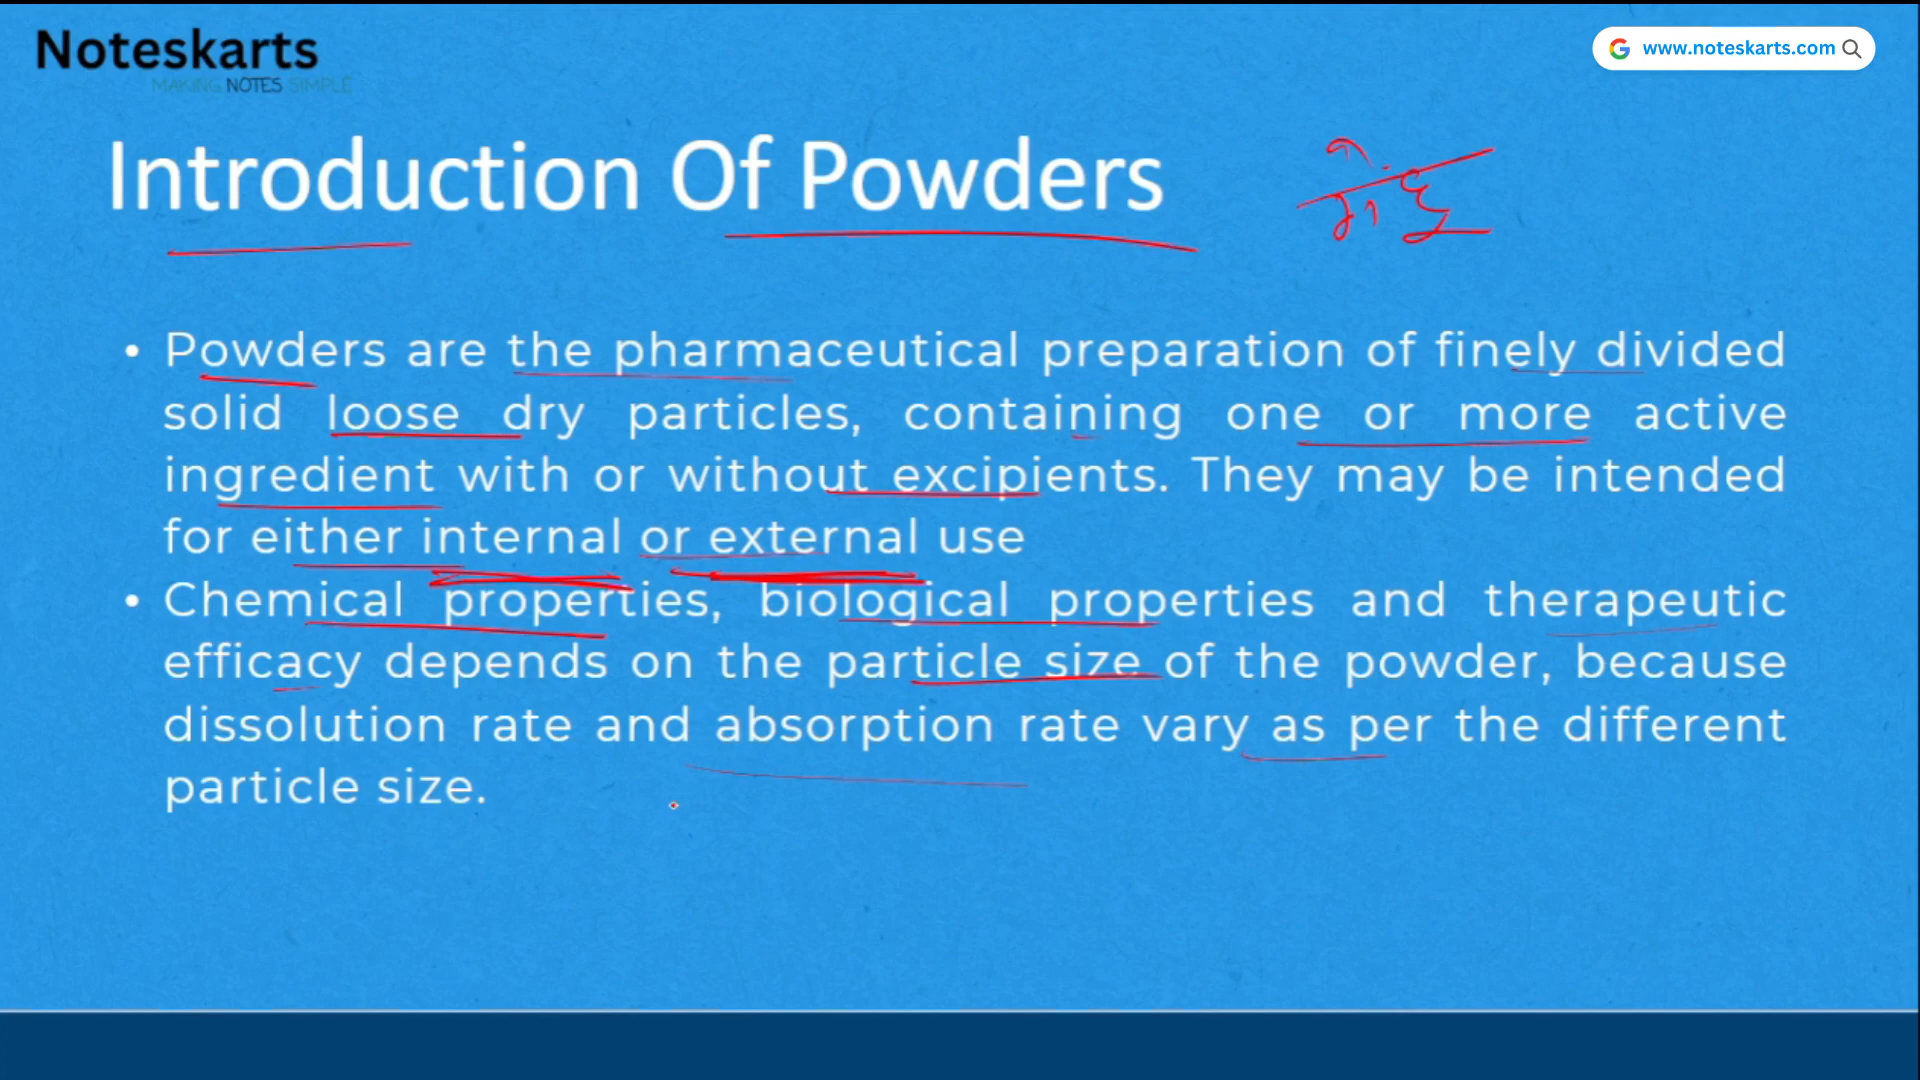 Noteskarts
MAKING NOTES SIMPLE
www.noteskarts.com
Introduction Of Powders
• Powders are the pharmaceutical preparation of finely divided
solid loose dry particles, containing one or more active
ingredient with or without excipients. They may be intended
for either internal or external use
• Chemical properties, biological properties and therapeutic
efficacy depends on the particle size of the powder, because
dissolution rate and absorption rate vary as per the different
particle size.